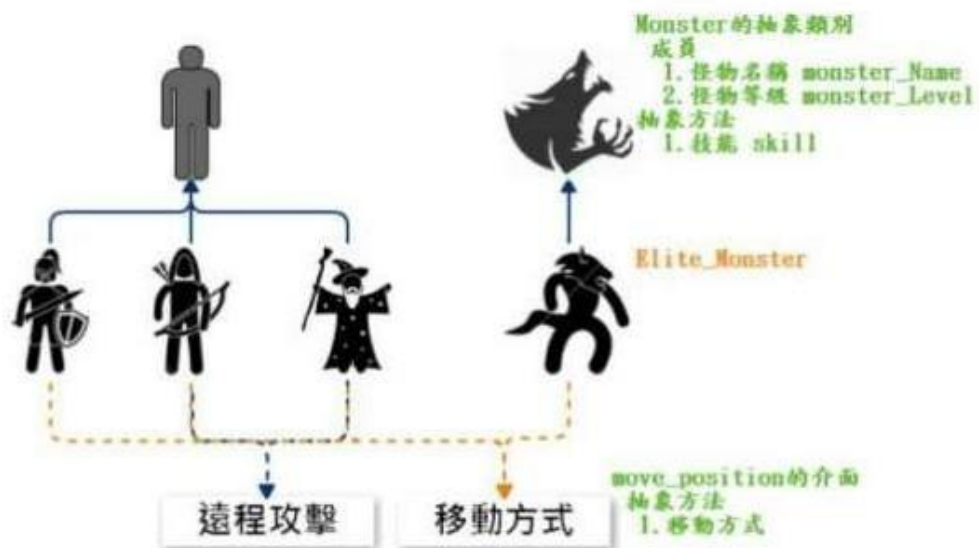 Monster的抽象類別
成員
1.怪物名稱 monster_Name
2.怪物等級 monster_Level
抽象方法
1.技能 skill
Elite_Monster
move_position的介面
抽象方法
1.移動方式
遠程攻擊
移動方式